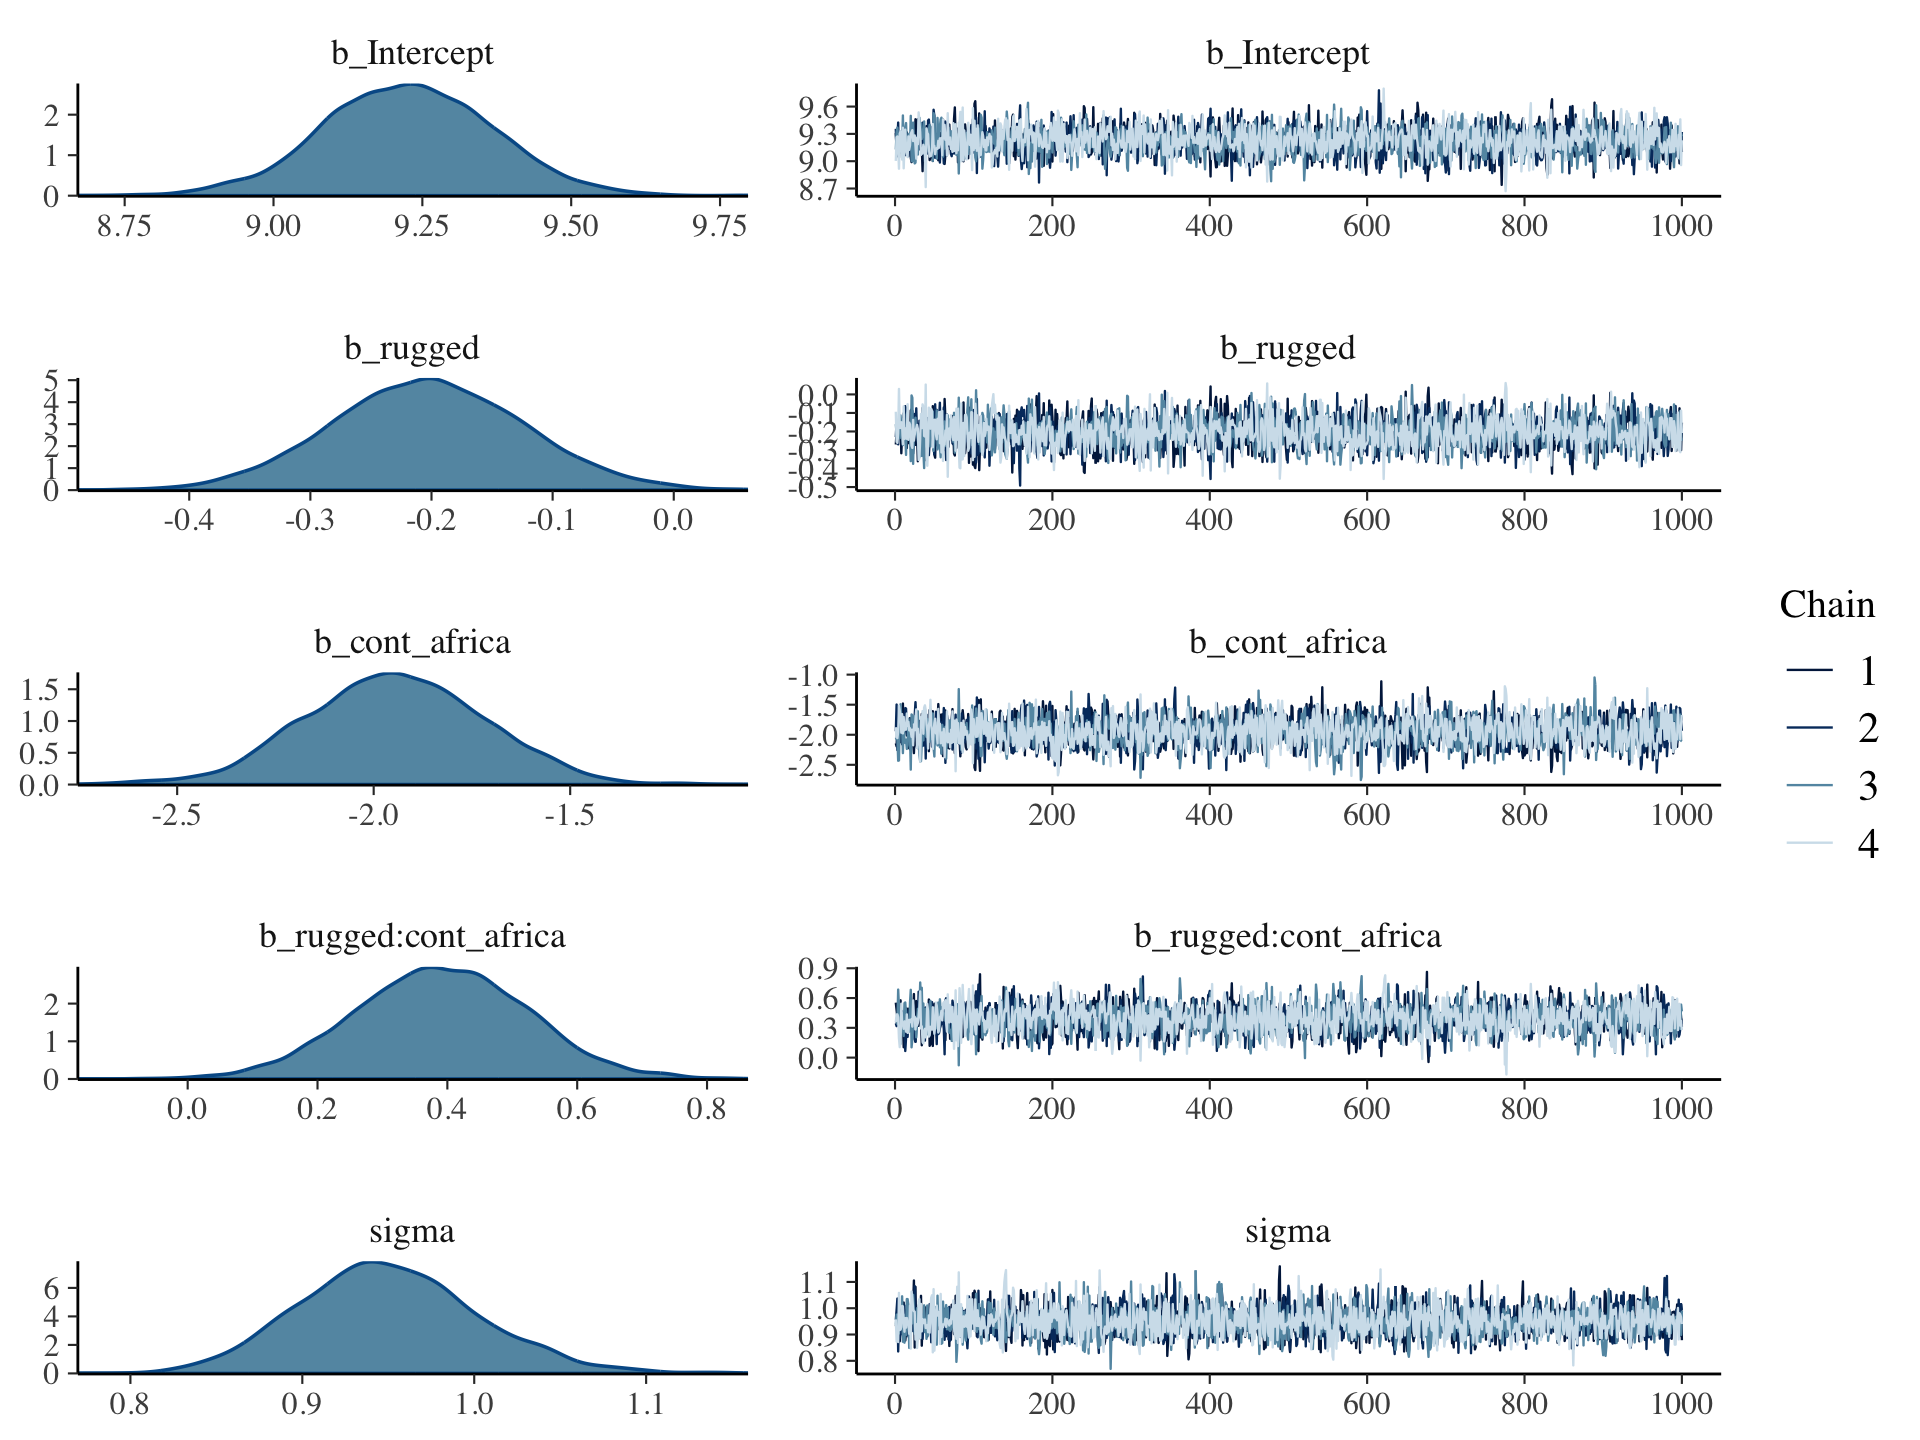 b_Intercept
2
1
0
8.75 9.00 9.25 9.50 9.75
b_Intercept
9.6
9.3
9.0
8.7
0 200 400 600 800 1000
b_rugged
5
4
3
2
1
0
-0.4 -0.3 -0.2 -0.1 0.0
b_rugged
0.0
-0.1
-0.2
-0.3
-0.4
-0.5
0 200 400 600 800 1000
b_cont_africa
1.5
1.0
0.5
0.0
-2.5 -2.0 -1.5
b_cont_africa
-1.0
-1.5
-2.0
-2.5
0 200 400 600 800 1000
b_rugged:cont_africa
2
1
0
0.0 0.2 0.4 0.6 0.8
b_rugged:cont_africa
0.9
0.6
0.3
0.0
0 200 400 600 800 1000
sigma
6
4
2
0
0.8 0.9 1.0 1.1
sigma
1.1
1.0
0.9
0.8
0 200 400 600 800 1000
Chain
1
2
3
4